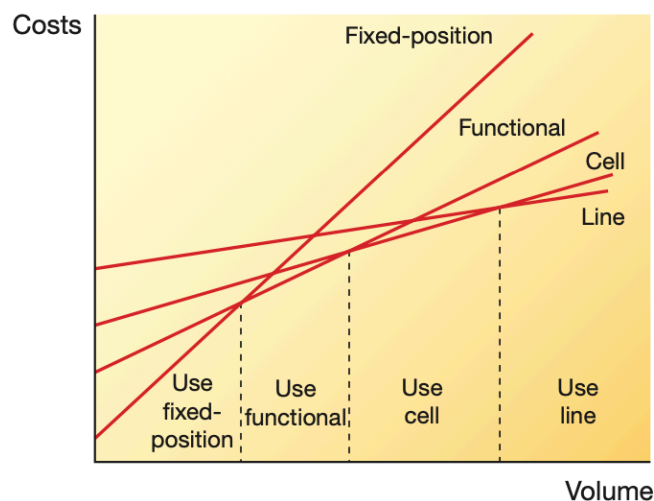 Costs
Fixed-position
Functional
Cell
Line
Use
fixed-
position
Use
functional
Use
cell
Use
line
Volume